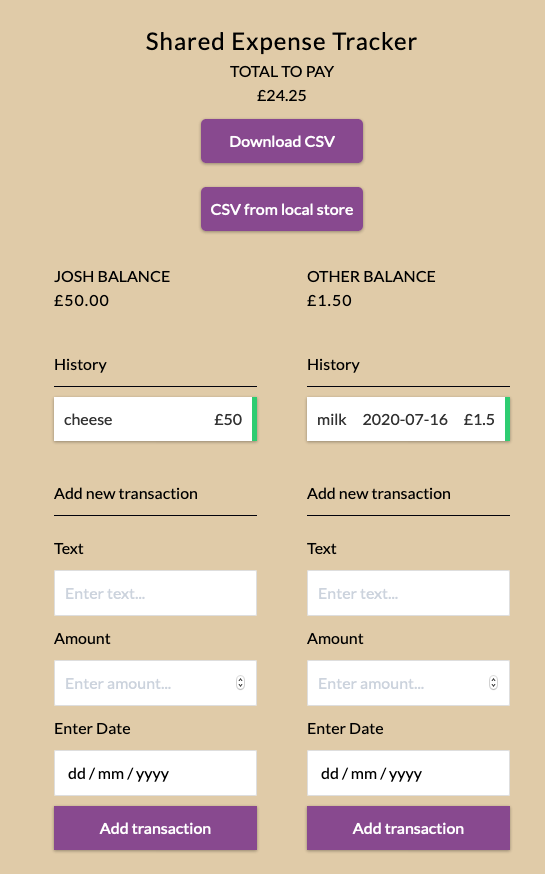 Shared Expense Tracker
TOTAL TO PAY
£24.25
Download CSV
CSV from local store
JOSH BALANCE
£50.00
History
cheese £50
Add new transaction
Text
Enter text...
Amount
Enter amount...
Enter Date
dd / mm / yyyy
Add transaction
OTHER BALANCE
£1.50
History
milk 2020-07-16 £1.5
Add new transaction
Text
Enter text...
Amount
Enter amount...
Enter Date
dd / mm / yyyy
Add transaction